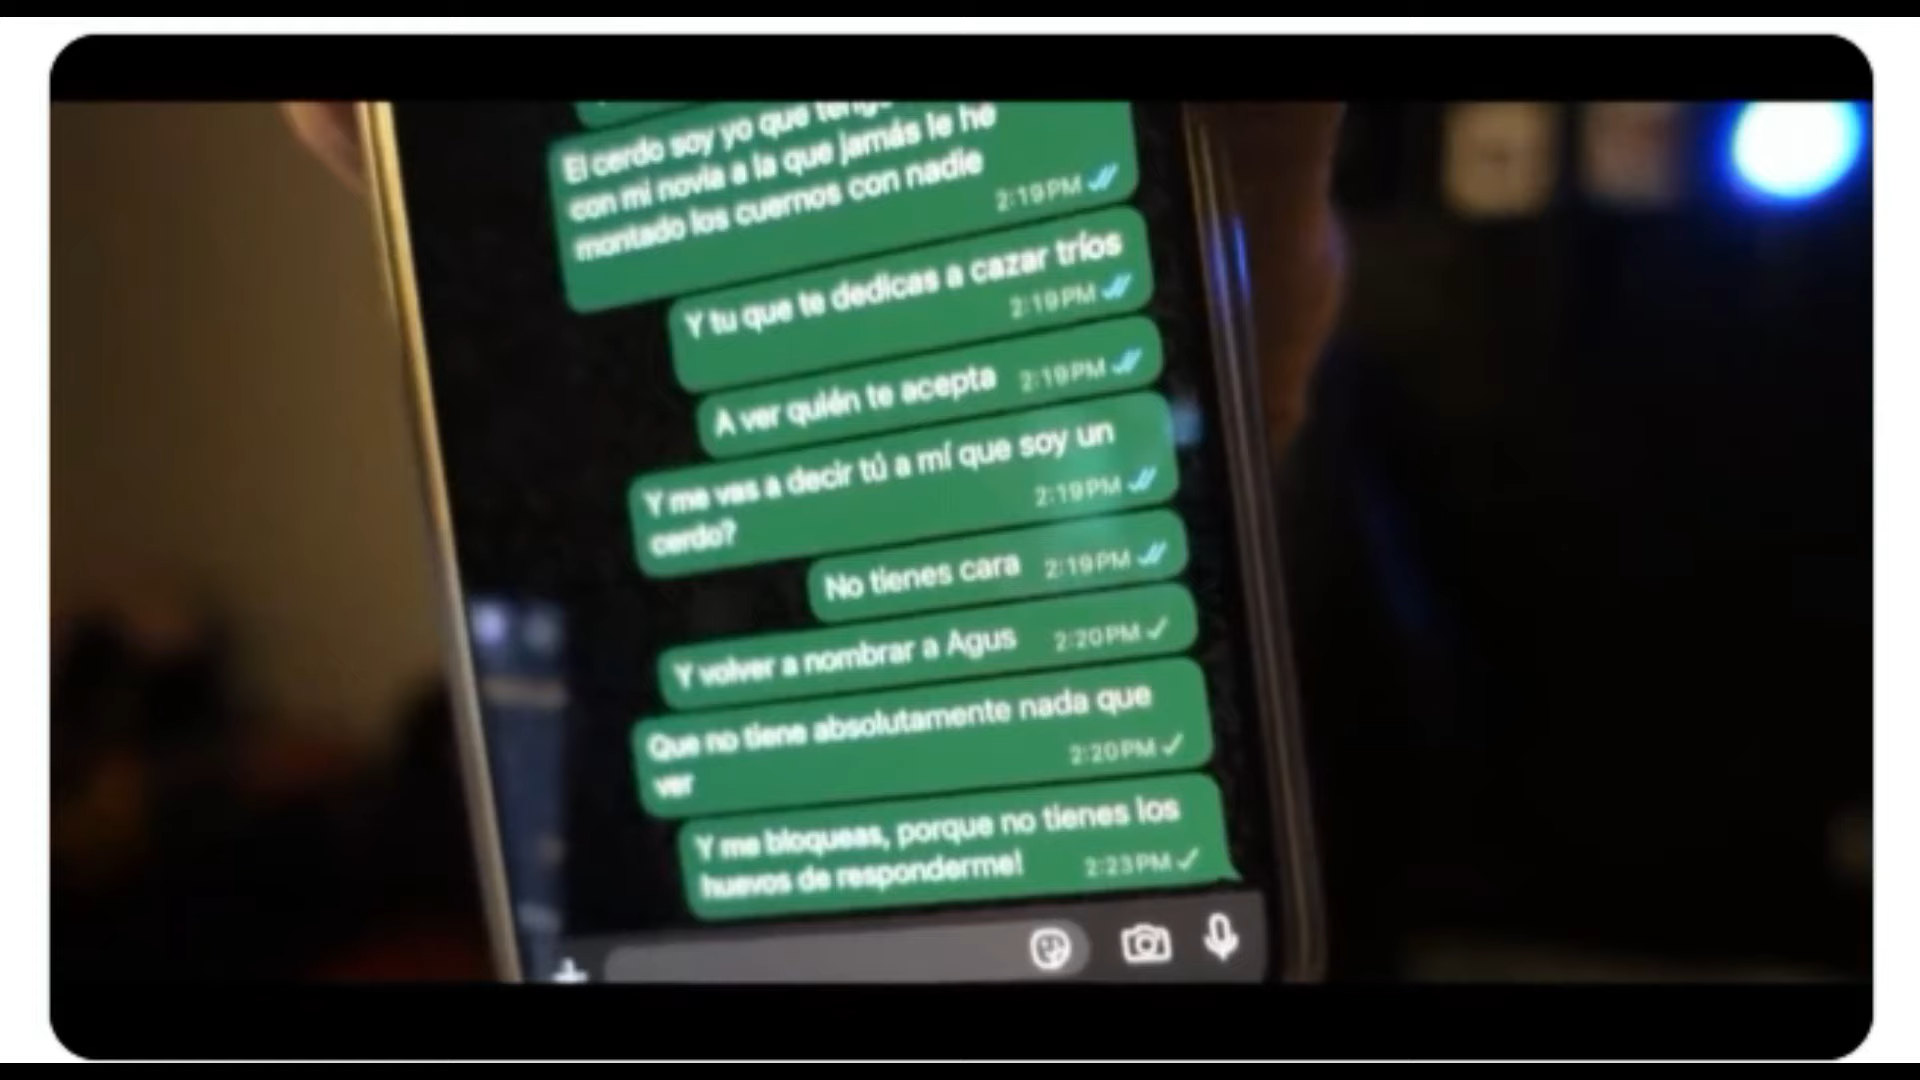 El cerdo soy yo que tengo
con mi novia a la que jamás le he
montado los cuernos con nadie
2:19 PM
Y tu que te dedicas a cazar tríos
2:19 PM
A ver quién te acepta 2:19 PM
Y me vas a decir tú a mí que soy un
cerdo?
2:19 PM
No tienes cara 2:19 PM
Y volver a nombrar a Agus 2:20 PM
Que no tiene absolutamente nada que
ver
2:20 PM
Y me bloqueas, porque no tienes los
huevos de responderme! 2:23 PM